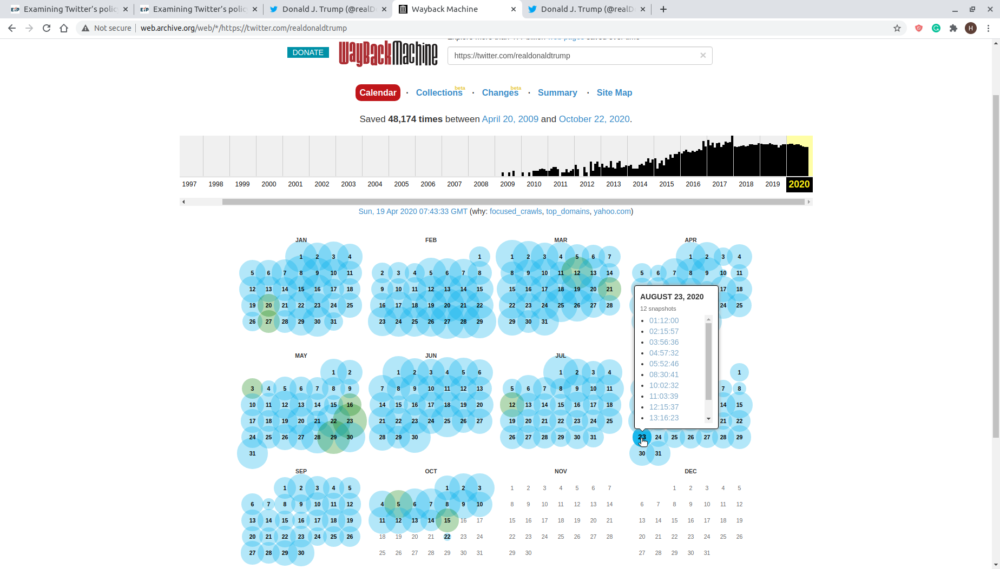 Examining Twitter's polic
Examining Twitter's polic
Donald J. Trump (@realD
Wayback Machine
Donald J. Trump (@realD
Not secure
web.archive.org/web/*/https://twitter.com/realdonaldtrump
H
DONATE
WayBackMachine
https://twitter.com/realdonaldtrump
Calendar · Collections beta · Changes beta · Summary · Site Map
Saved 48,174 times between April 20, 2009 and October 22, 2020.
1997 1998 1999 2000 2001 2002 2003 2004 2005 2006 2007 2008 2009 2010 2011 2012 2013 2014 2015 2016 2017 2018 2019 2020
Sun, 19 Apr 2020 07:43:33 GMT (why: focused_crawls, top_domains, yahoo.com)
JAN
1 2 3 4
5 6 7 8 9 10 11
12 13 14 15 16 17 18
19 20 21 22 23 24 25
26 27 28 29 30 31
FEB
1
2 3 4 5 6 7 8
9 10 11 12 13 14 15
16 17 18 19 20 21 22
23 24 25 26 27 28 29
MAR
1 2 3 4 5 6 7
8 9 10 11 12 13 14
15 16 17 18 19 20 21
22 23 24 25 26 27 28
29 30 31
APR
1 2 3 4
5 6 7 8 9 10 11
17 18
24 25
AUGUST 23, 2020
12 snapshots
01:12:00
02:15:57
03:56:36
04:57:32
05:52:46
08:30:41
10:02:32
11:03:39
12:15:37
13:16:23
MAY
1 2
3 4 5 6 7 8 9
10 11 12 13 14 15 16
17 18 19 20 21 22 23
24 25 26 27 28 29 30
31
JUN
1 2 3 4 5 6
7 8 9 10 11 12 13
14 15 16 17 18 19 20
21 22 23 24 25 26 27
28 29 30
JUL
1 2 3 4
5 6 7 8 9 10 11
12 13 14 15 16 17 18
19 20 21 22 23 24 25
26 27 28 29 30 31
1
7 8
14 15
21 22
23 24 25 26 27 28 29
30 31
SEP
1 2 3 4 5
6 7 8 9 10 11 12
13 14 15 16 17 18 19
20 21 22 23 24 25 26
27 28 29 30
OCT
1 2 3
4 5 6 7 8 9 10
11 12 13 14 15 16 17
18 19 20 21 22 23 24
25 26 27 28 29 30 31
NOV
1 2 3 4 5 6 7
8 9 10 11 12 13 14
15 16 17 18 19 20 21
22 23 24 25 26 27 28
29 30
DEC
1 2 3 4 5
6 7 8 9 10 11 12
13 14 15 16 17 18 19
20 21 22 23 24 25 26
27 28 29 30 31